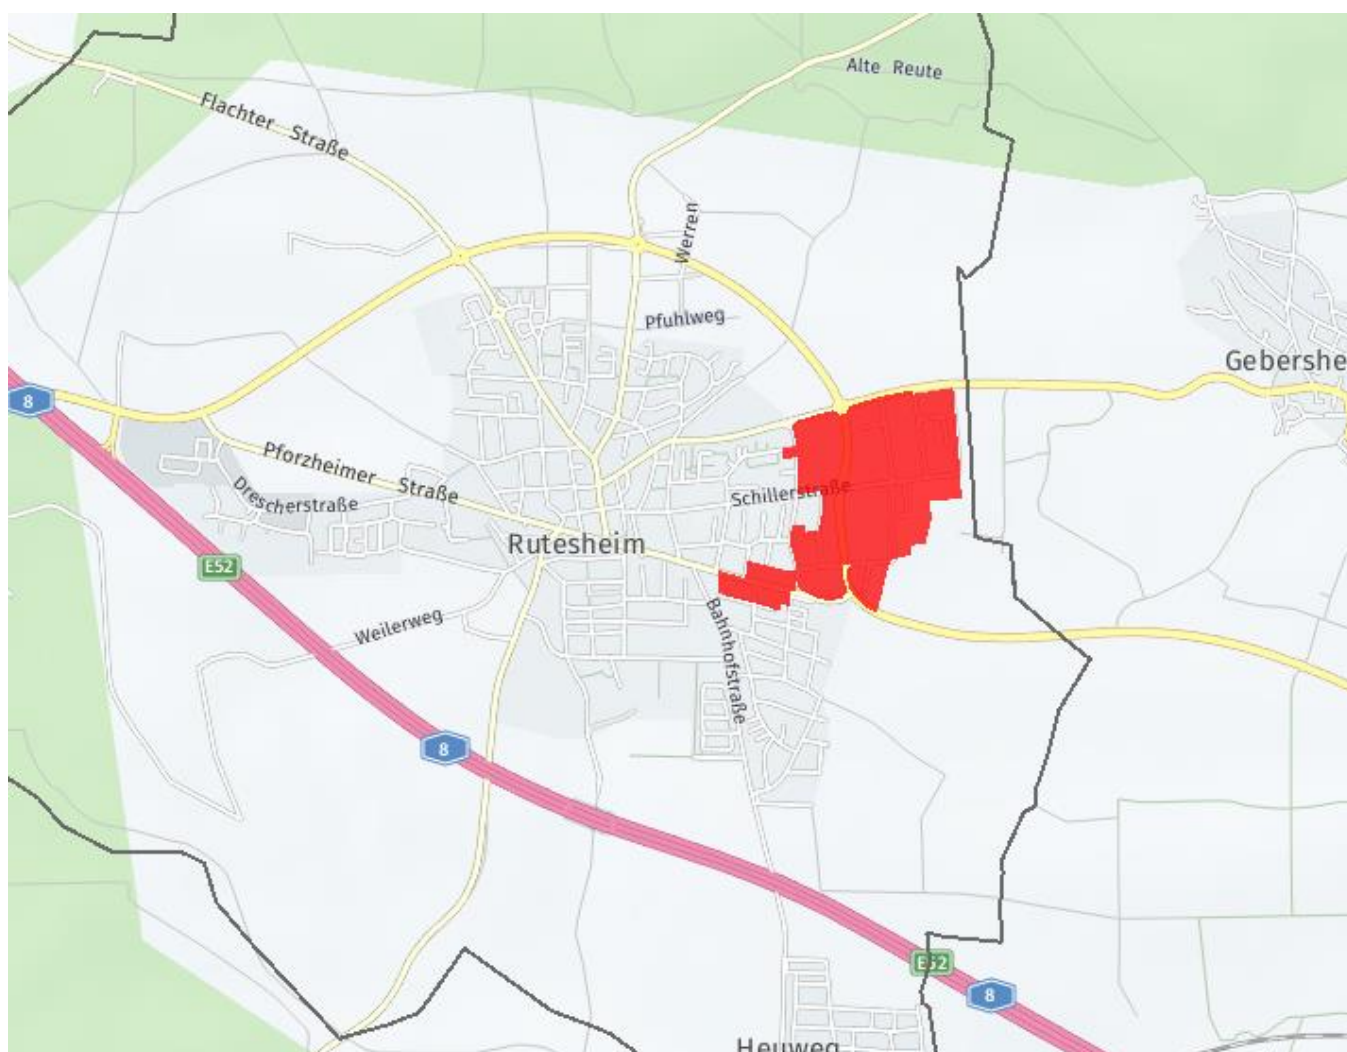 Alte Reute
Flachter Straße
Werren
Pfuhlweg
Gebershe
8
Pforzheimer Straße
Schillerstraße
Drescherstraße
Rutesheim
E52
Weilerweg
Bahnhofstraße
8
E52
8
Heuweg